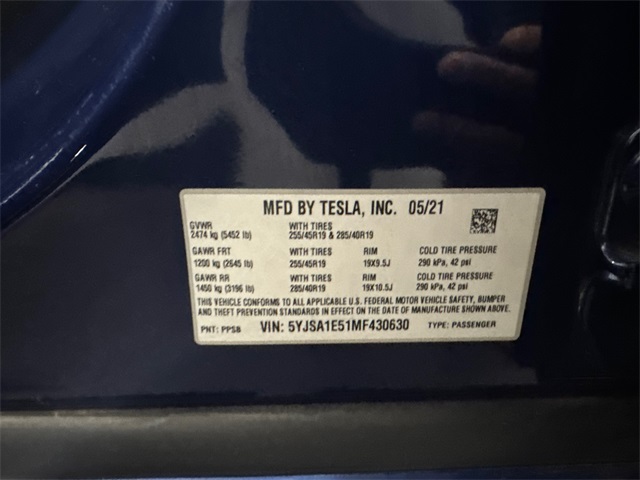 MFD BY TESLA, INC. 05/21
GVWR WITH TIRES
2474 kg (5452 lb) 255/45R19 & 285/40R19
GAWR FRT WITH TIRES RIM COLD TIRE PRESSURE
1200 kg (2645 lb) 255/45R19 19X9.5J 290 kPa, 42 psi
GAWR RR WITH TIRES RIM COLD TIRE PRESSURE
1450 kg (3196 lb) 285/40R19 19X10.5J 290 kPa, 42 psi
THIS VEHICLE CONFORMS TO ALL APPLICABLE U.S. FEDERAL MOTOR VEHICLE SAFETY, BUMPER
AND THEFT PREVENTION STANDARDS IN EFFECT ON THE DATE OF MANUFACTURE SHOWN ABOVE.
PNT: PPSB VIN: 5YJSA1E51MF430630 TYPE: PASSENJER